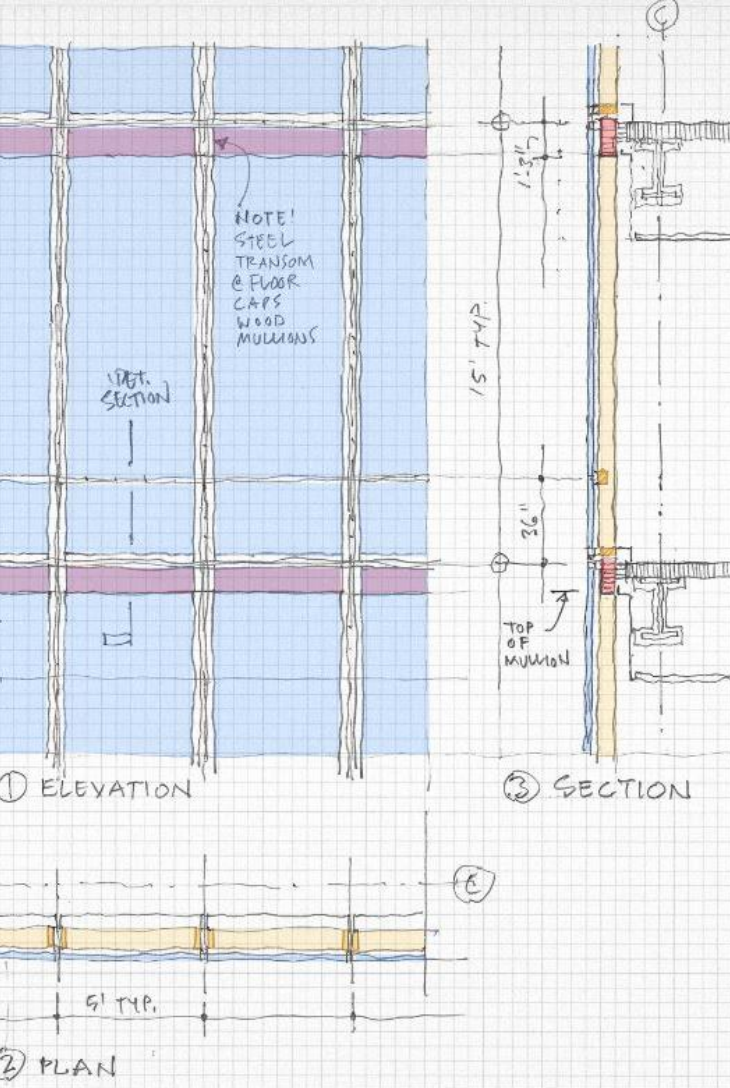 ℄
1'-3"
NOTE!
STEEL
TRANSOM
@ FLOOR
CAPS
WOOD
MULLIONS
15' TYP.
DET.
SECTION
36"
TOP
OF
MULLION
1 ELEVATION
3 SECTION
℄
5' TYP.
2 PLAN